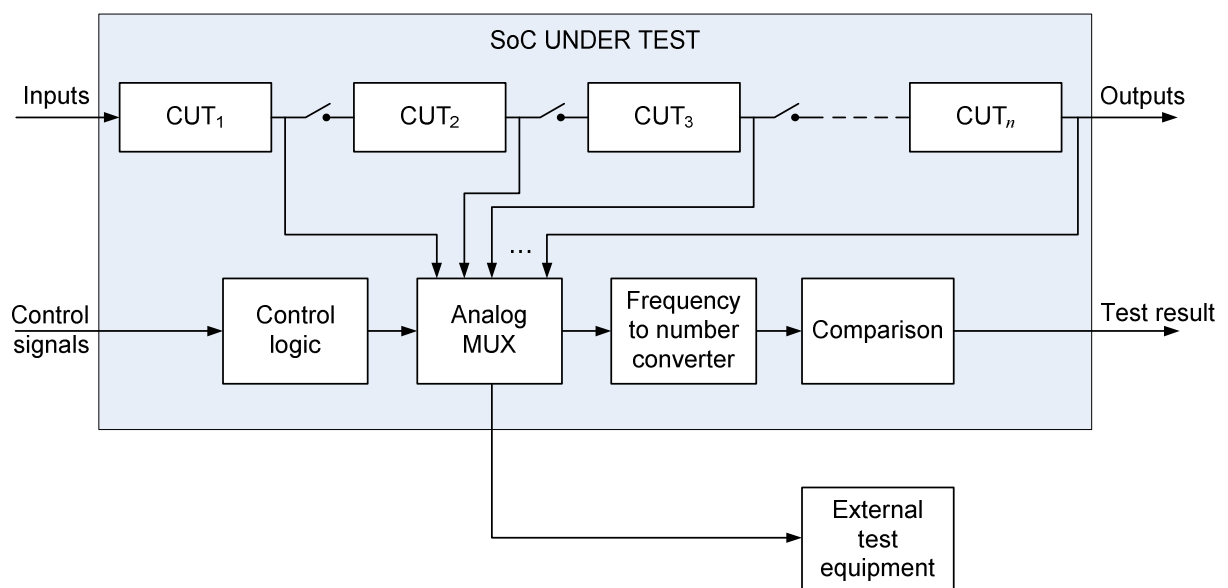 SoC UNDER TEST
Inputs
CUT₁
CUT₂
CUT₃
CUTₙ
Outputs
...
Control
signals
Control
logic
Analog
MUX
Frequency
to number
converter
Comparison
Test result
External
test
equipment